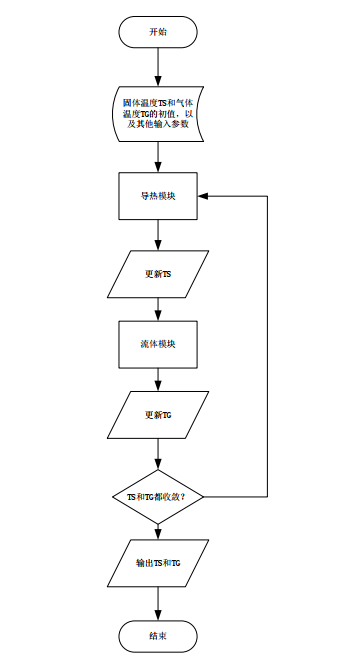 开始
固体温度TS和气体
温度TG的初值，以
及其他输入参数
导热模块
更新TS
流体模块
更新TG
TS和TG都收敛？
输出TS和TG
结束